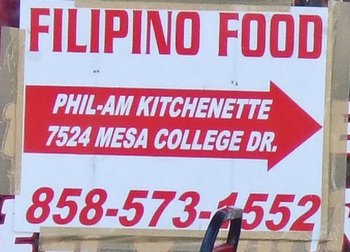 FILIPINO FOOD
PHIL-AM KITCHENETTE
7524 MESA COLLEGE DR.
858-573-1552